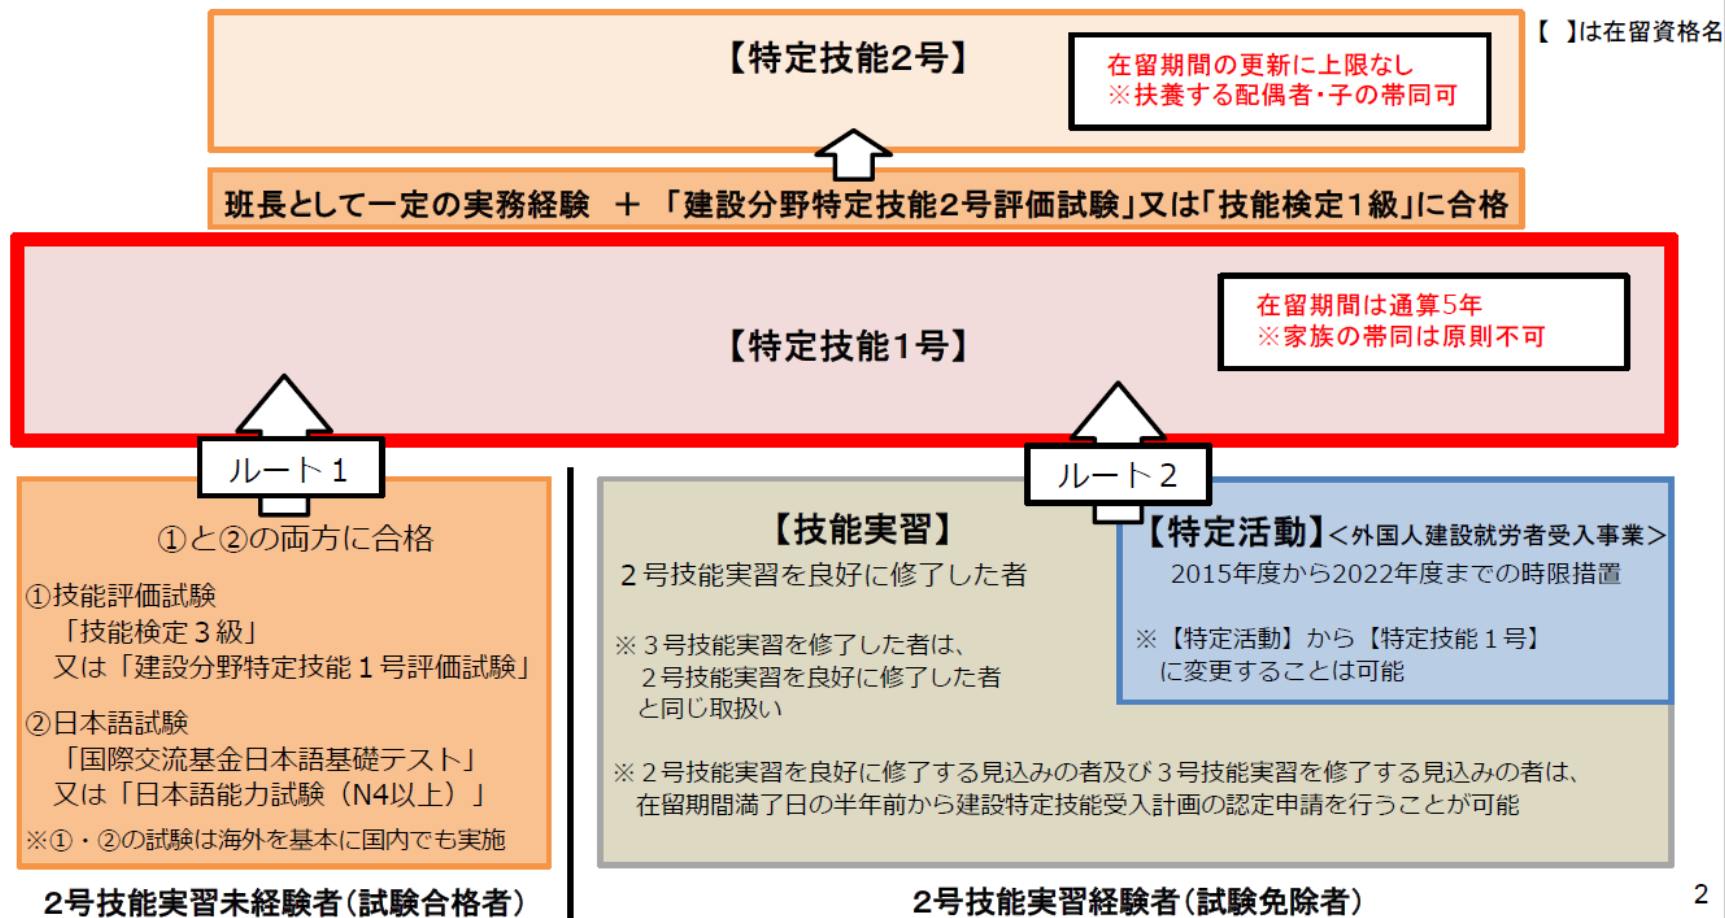 【 】は在留資格名
【特定技能2号】
在留期間の更新に上限なし
※扶養する配偶者・子の帯同可
班長として一定の実務経験 ＋ 「建設分野特定技能2号評価試験」又は「技能検定1級」に合格
【特定技能1号】
在留期間は通算5年
※家族の帯同は原則不可
ルート１
①と②の両方に合格
①技能評価試験
「技能検定３級」
又は「建設分野特定技能１号評価試験」
②日本語試験
「国際交流基金日本語基礎テスト」
又は「日本語能力試験（N4以上）」
※①・②の試験は海外を基本に国内でも実施
2号技能実習未経験者(試験合格者)
ルート２
【技能実習】
２号技能実習を良好に修了した者
※３号技能実習を修了した者は、
２号技能実習を良好に修了した者
と同じ取扱い
【特定活動】＜外国人建設就労者受入事業＞
2015年度から2022年度までの時限措置
※【特定活動】から【特定技能１号】
に変更することは可能
※２号技能実習を良好に修了する見込みの者及び３号技能実習を修了する見込みの者は、
在留期間満了日の半年前から建設特定技能受入計画の認定申請を行うことが可能
2号技能実習経験者(試験免除者)
2